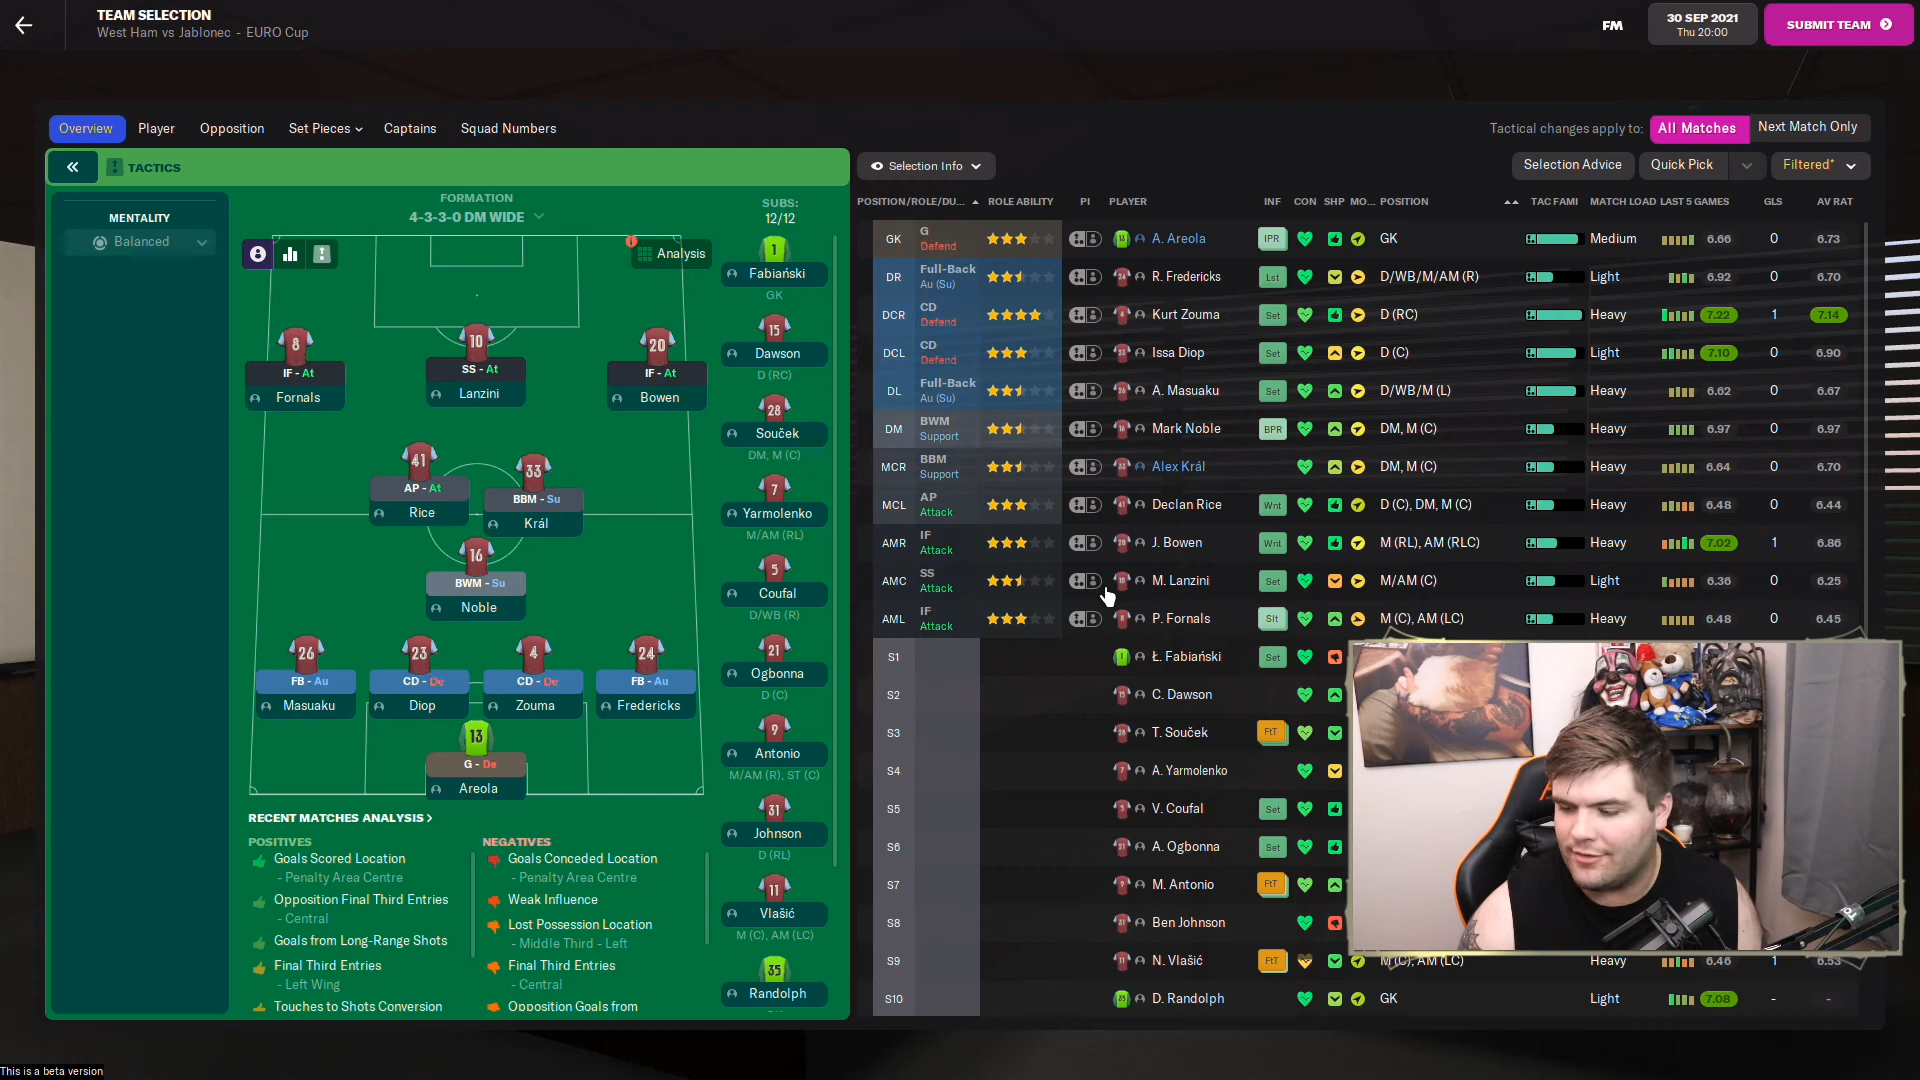 TEAM SELECTION
West Ham vs Jablonec - EURO Cup
FM
30 SEP 2021
Thu 20:00
SUBMIT TEAM
Overview Player Opposition Set Pieces Captains Squad Numbers
Tactical changes apply to: All Matches Next Match Only
TACTICS
MENTALITY
Balanced
FORMATION
4-3-3-0 DM WIDE
SUBS:
12/12
Analysis
8
IF - At
Fornals
10
SS - At
Lanzini
20
IF - At
Bowen
41
AP - At
Rice
33
BBM - Su
Král
16
BWM - Su
Noble
26
FB - Au
Masuaku
23
CD - De
Diop
4
CD - De
Zouma
24
FB - Au
Fredericks
13
G - De
Areola
1
Fabiański
GK
15
Dawson
D (RC)
28
Souček
DM, M (C)
7
Yarmolenko
M/AM (RL)
5
Coufal
D/WB (R)
21
Ogbonna
D (C)
9
Antonio
M/AM (R), ST (C)
31
Johnson
D (RL)
11
Vlašić
M (C), AM (LC)
35
Randolph
RECENT MATCHES ANALYSIS >
POSITIVES
Goals Scored Location
- Penalty Area Centre
Opposition Final Third Entries
- Central
Goals from Long-Range Shots
Final Third Entries
- Left Wing
Touches to Shots Conversion
NEGATIVES
Goals Conceded Location
- Penalty Area Centre
Weak Influence
Lost Possession Location
- Middle Third - Left
Final Third Entries
- Central
Opposition Goals from
Selection Info
Selection Advice Quick Pick Filtered*
POSITION/ROLE/DU... ROLE ABILITY PI PLAYER INF CON SHP MO... POSITION TAC FAMI MATCH LOAD LAST 5 GAMES GLS AV RAT
GK G Defend A. Areola IPR GK Medium 6.66 0 6.73
DR Full-Back Au (Su) R. Fredericks Lst D/WB/M/AM (R) Light 6.92 0 6.70
DCR CD Defend Kurt Zouma Set D (RC) Heavy 7.22 1 7.14
DCL CD Defend Issa Diop Set D (C) Light 7.10 0 6.90
DL Full-Back Au (Su) A. Masuaku Set D/WB/M (L) Heavy 6.62 0 6.67
DM BWM Support Mark Noble BPR DM, M (C) Heavy 6.97 0 6.97
MCR BBM Support Alex Král DM, M (C) Heavy 6.64 0 6.70
MCL AP Attack Declan Rice Wnt D (C), DM, M (C) Heavy 6.48 0 6.44
AMR IF Attack J. Bowen Wnt M (RL), AM (RLC) Heavy 7.02 1 6.86
AMC SS Attack M. Lanzini Set M/AM (C) Light 6.36 0 6.25
AML IF Attack P. Fornals Slt M (C), AM (LC) Heavy 6.48 0 6.45
S1 Ł. Fabiański Set
S2 C. Dawson
S3 T. Souček FtT
S4 A. Yarmolenko
S5 V. Coufal Set
S6 A. Ogbonna Set
S7 M. Antonio FtT
S8 Ben Johnson
S9 N. Vlašić FtT M (C), AM (LC) Heavy 6.46 1 6.53
S10 D. Randolph GK Light 7.08 - -
This is a beta version